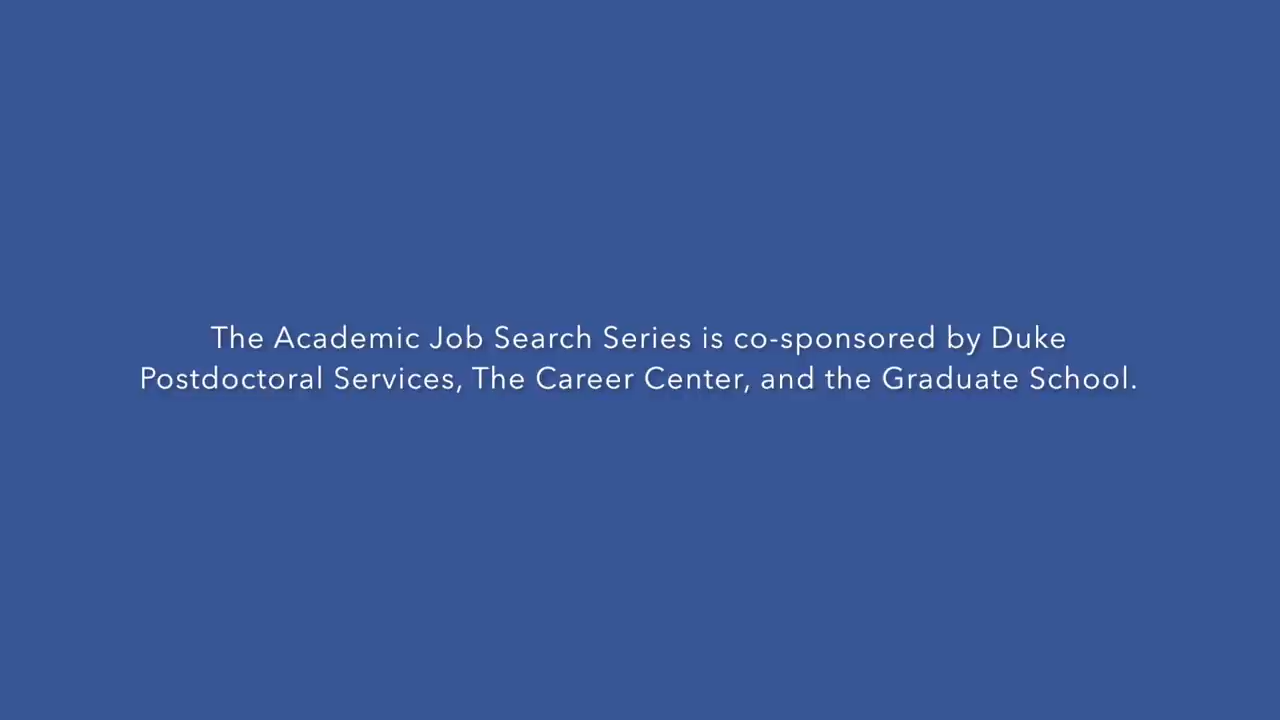 The Academic Job Search Series is co-sponsored by Duke
Postdoctoral Services, The Career Center, and the Graduate School.